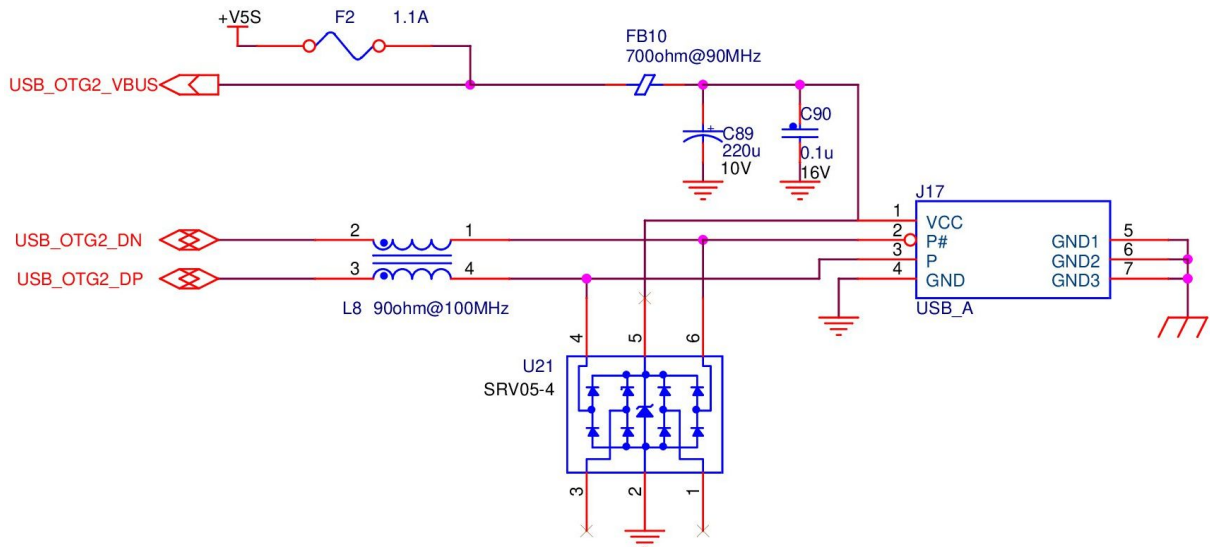 +V5S
F2 1.1A
FB10
700ohm@90MHz
USB_OTG2_VBUS
+
C89
220u
10V
C90
0.1u
16V
J17
USB_OTG2_DN
2 1
1 VCC
2 P#
3 P
4 GND
GND1 5
GND2 6
GND3 7
USB_OTG2_DP
3 4
L8 90ohm@100MHz
USB_A
4 5 6
U21
SRV05-4
3 2 1